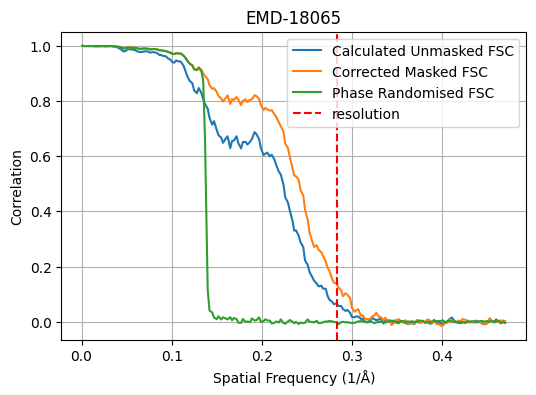 EMD-18065
Calculated Unmasked FSC
Corrected Masked FSC
Phase Randomised FSC
resolution
Correlation
1.0
0.8
0.6
0.4
0.2
0.0
0.0 0.1 0.2 0.3 0.4
Spatial Frequency (1/Å)